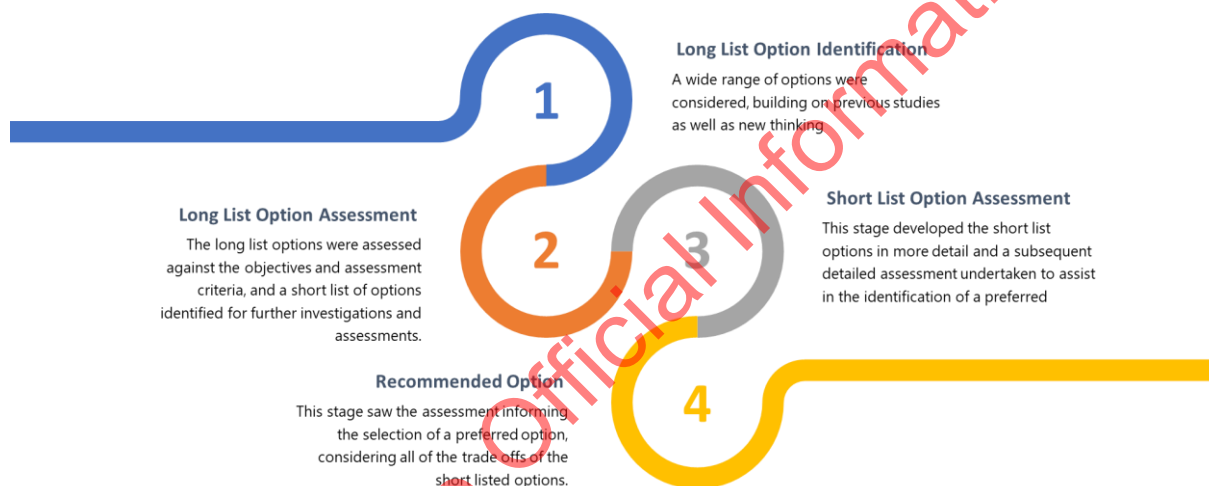 1
Long List Option Identification
A wide range of options were
considered, building on previous studies
as well as new thinking
Long List Option Assessment
The long list options were assessed
against the objectives and assessment
criteria, and a short list of options
identified for further investigations and
assessments.
2
3
Short List Option Assessment
This stage developed the short list
options in more detail and a subsequent
detailed assessment undertaken to assist
in the identification of a preferred
Recommended Option
This stage saw the assessment informing
the selection of a preferred option,
considering all of the trade offs of the
short listed options.
4
Official Informati